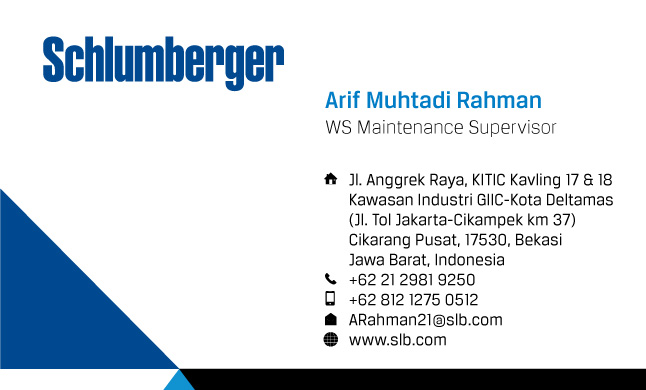 Schlumberger
Arif Muhtadi Rahman
WS Maintenance Supervisor
Jl. Anggrek Raya, KITIC Kavling 17 & 18
Kawasan Industri GIIC-Kota Deltamas
(Jl. Tol Jakarta-Cikampek km 37)
Cikarang Pusat, 17530, Bekasi
Jawa Barat, Indonesia
+62 21 2981 9250
+62 812 1275 0512
ARahman21@slb.com
www.slb.com